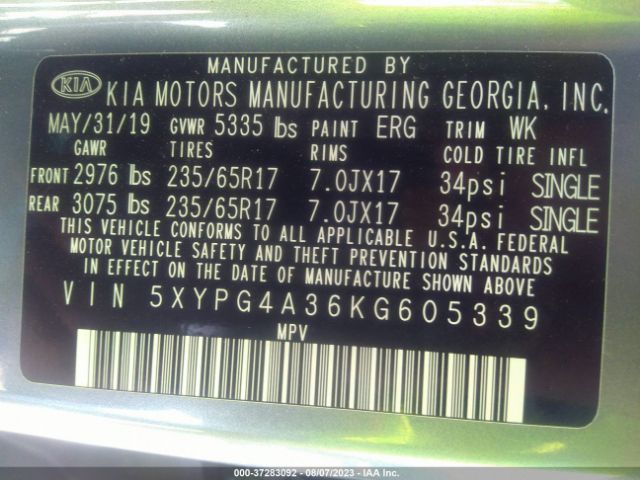 MANUFACTURED BY
KIA KIA MOTORS MANUFACTURING GEORGIA, INC.
MAY/31/19 GVWR 5335 lbs PAINT ERG TRIM WK
GAWR TIRES RIMS COLD TIRE INFL
FRONT 2976 lbs 235/65R17 7.0JX17 34psi SINGLE
REAR 3075 lbs 235/65R17 7.0JX17 34psi SINGLE
THIS VEHICLE CONFORMS TO ALL APPLICABLE U.S.A. FEDERAL
MOTOR VEHICLE SAFETY AND THEFT PREVENTION STANDARDS
IN EFFECT ON THE DATE OF MANUFACTURE SHOWN ABOVE
VIN 5XYPG4A36KG605339
MPV
000-37283092 - 08/07/2023 - IAA Inc.